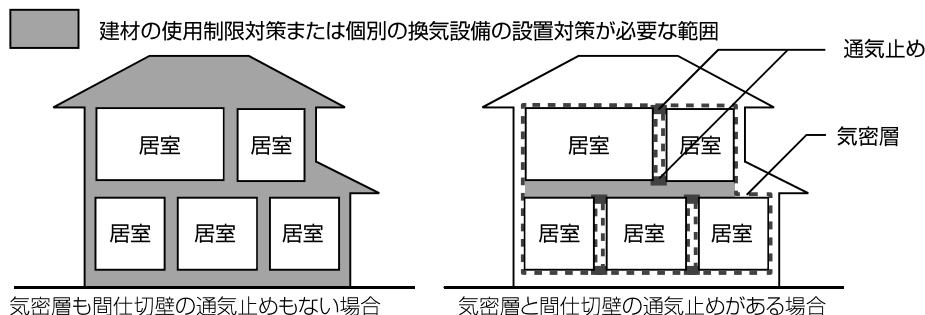 建材の使用制限対策または個別の換気設備の設置対策が必要な範囲
通気止め
気密層
居室
居室
居室
居室
居室
居室
居室
居室
居室
居室
気密層も間仕切壁の通気止めもない場合
気密層と間仕切壁の通気止めがある場合